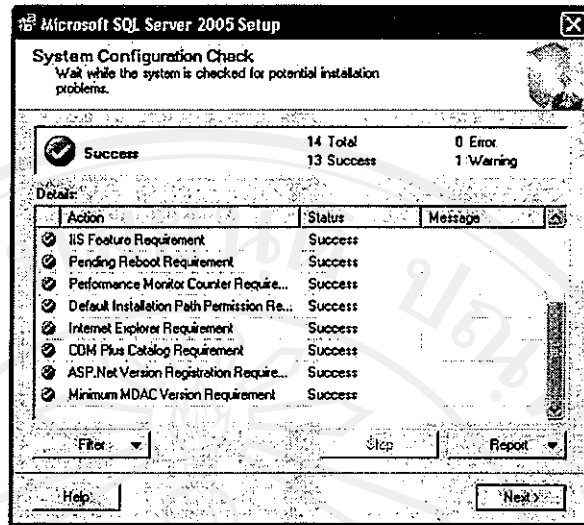 Microsoft SQL Server 2005 Setup
System Configuration Check
Wait while the system is checked for potential installation
problems.
Success
14 Total
0 Error
13 Success
1 Warning
Details:
Action Status Message
IIS Feature Requirement Success
Pending Reboot Requirement Success
Performance Monitor Counter Require... Success
Default Installation Path Permission Re... Success
Internet Explorer Requirement Success
COM Plus Catalog Requirement Success
ASP.Net Version Registration Require... Success
Minimum MDAC Version Requirement Success
Filter
Stop
Report
Help
Next >